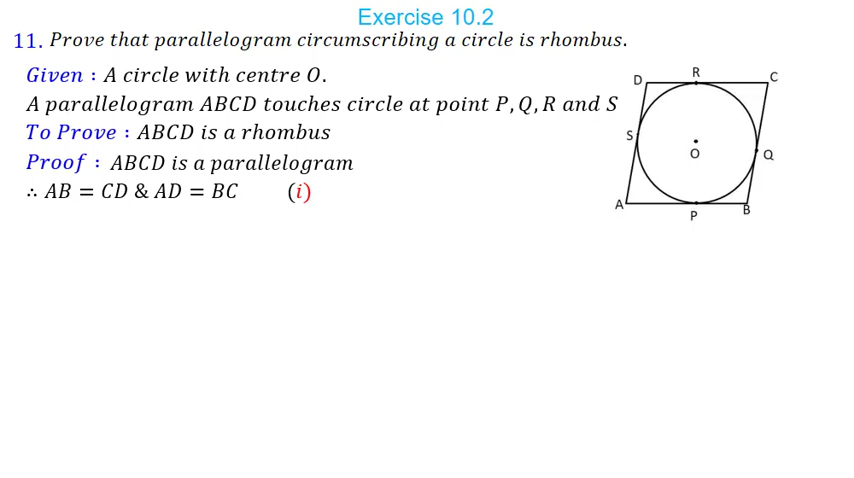 Exercise 10.2
11. Prove that parallelogram circumscribing a circle is rhombus.
Given : A circle with centre O.
A parallelogram ABCD touches circle at point P, Q, R and S
To Prove : ABCD is a rhombus
Proof : ABCD is a parallelogram
∴ AB = CD & AD = BC (i)
D R C
S
O Q
A P B